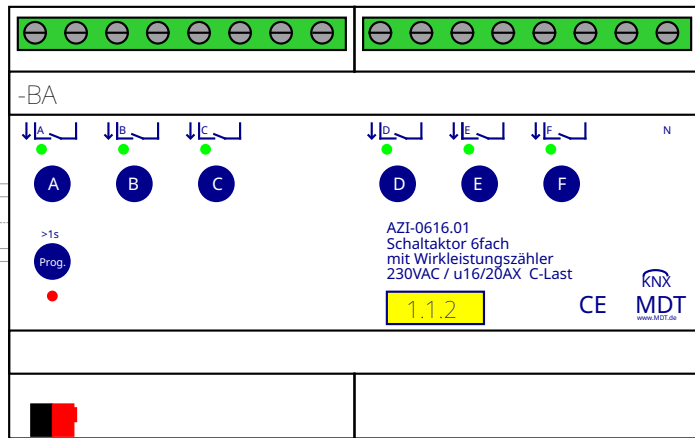 -BA
A B C D E F N
A B C D E F
>1s
Prog.
AZI-0616.01
Schaltaktor 6fach
mit Wirkleistungszähler
230VAC / u16/20AX C-Last
1.1.2
CE
KNX
MDT
www.MDT.de